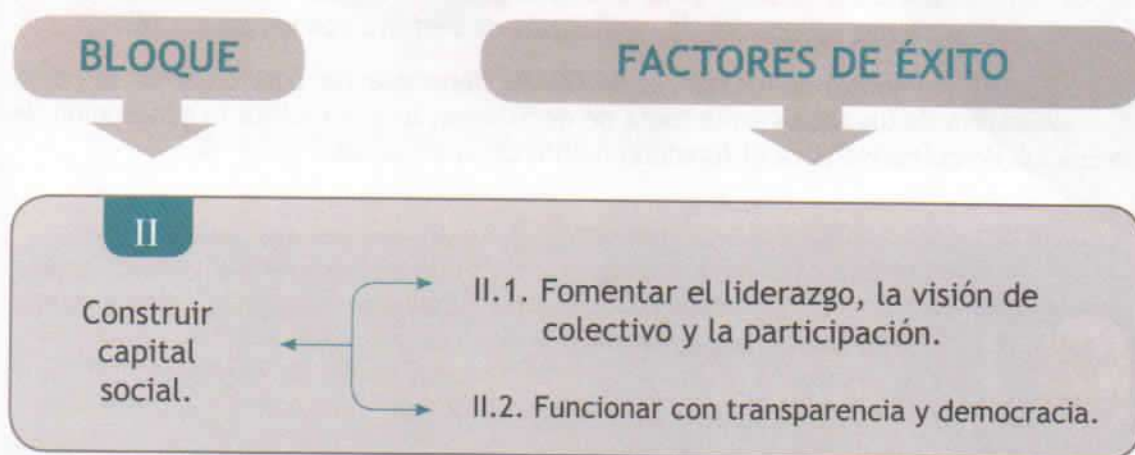 BLOQUE
FACTORES DE ÉXITO
II
Construir
capital
social.
II.1. Fomentar el liderazgo, la visión de
colectivo y la participación.
II.2. Funcionar con transparencia y democracia.